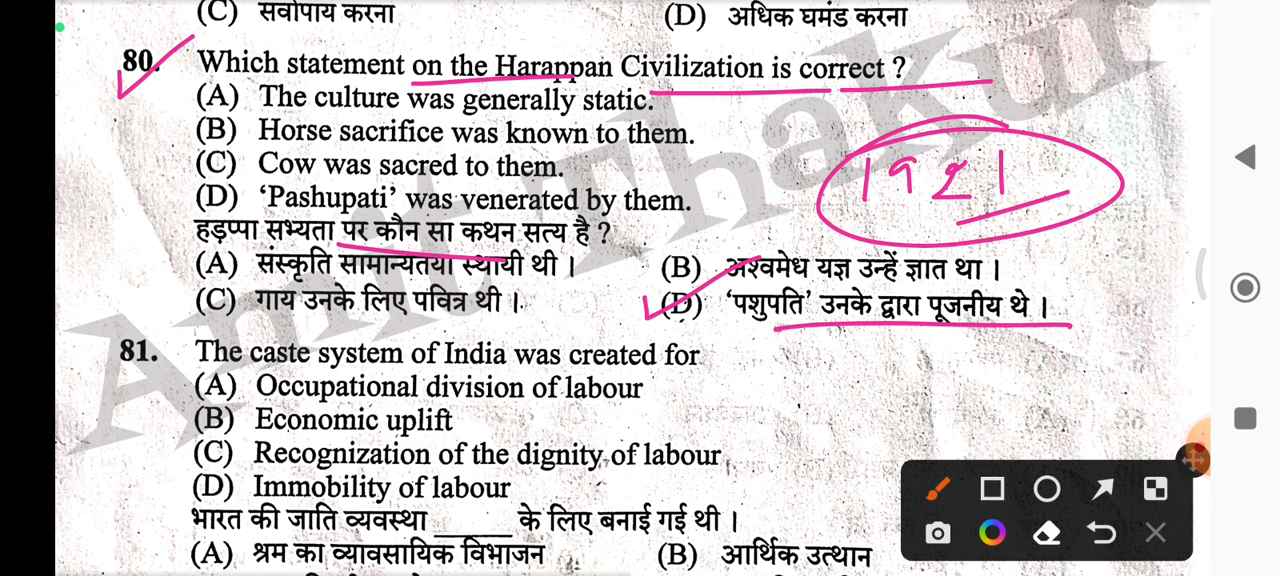 (C) सर्वोपाय करना (D) अधिक घमंड करना
80. Which statement on the Harappan Civilization is correct ?
(A) The culture was generally static.
(B) Horse sacrifice was known to them.
(C) Cow was sacred to them.
(D) ‘Pashupati’ was venerated by them.
1921
हड़प्पा सभ्यता पर कौन सा कथन सत्य है ?
(A) संस्कृति सामान्यतया स्थायी थी । (B) अश्वमेध यज्ञ उन्हें ज्ञात था ।
(C) गाय उनके लिए पवित्र थी । (D) ‘पशुपति’ उनके द्वारा पूजनीय थे ।
81. The caste system of India was created for
(A) Occupational division of labour
(B) Economic uplift
(C) Recognization of the dignity of labour
(D) Immobility of labour
भारत की जाति व्यवस्था ______ के लिए बनाई गई थी ।
(A) श्रम का व्यावसायिक विभाजन (B) आर्थिक उत्थान
Amit Thakur